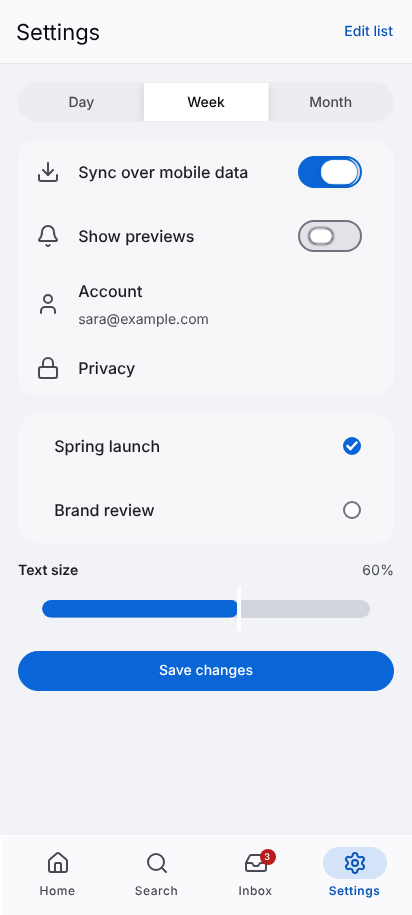 Settings
Edit list
Day
Week
Month
Sync over mobile data
Show previews
Account
sara@example.com
Privacy
Spring launch
Brand review
Text size
60%
Save changes
3
Home
Search
Inbox
Settings